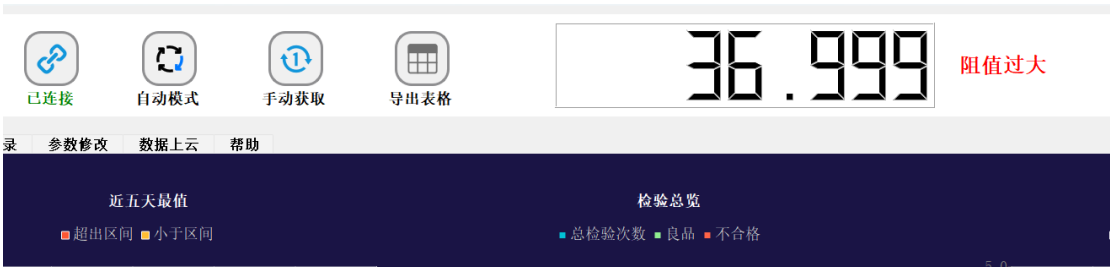 36.999
阻值过大
已连接 自动模式 手动获取 导出表格
录 参数修改 数据上云 帮助
近五天最值 检验总览
超出区间 小于区间 总检验次数 良品 不合格
5.0